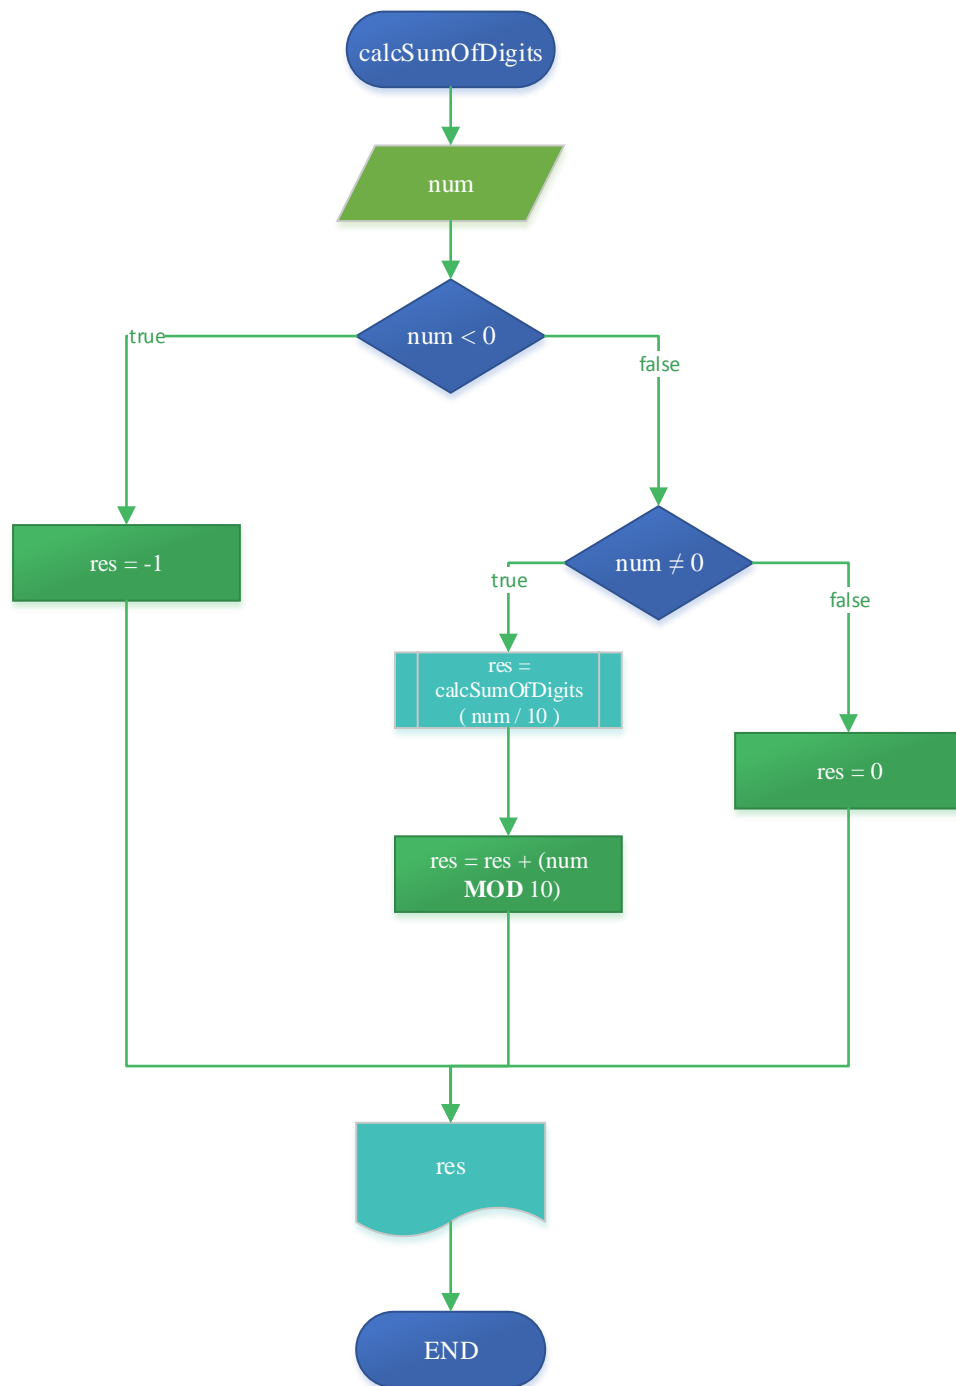 calcSumOfDigits
num
num < 0
true
false
num ≠ 0
true
false
res = -1
res =
calcSumOfDigits
( num / 10 )
res = 0
res = res + (num
MOD 10)
res
END